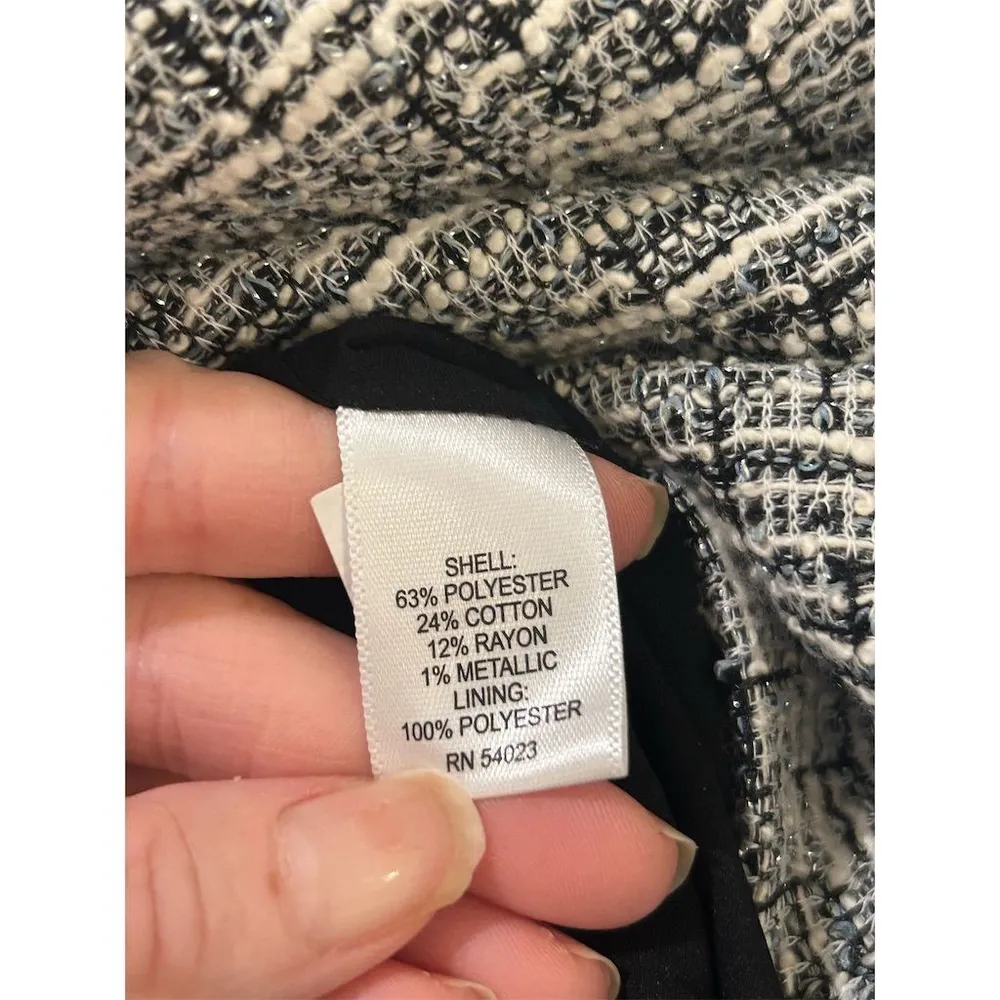 SHELL:
63% POLYESTER
24% COTTON
12% RAYON
1% METALLIC
LINING:
100% POLYESTER
RN 54023